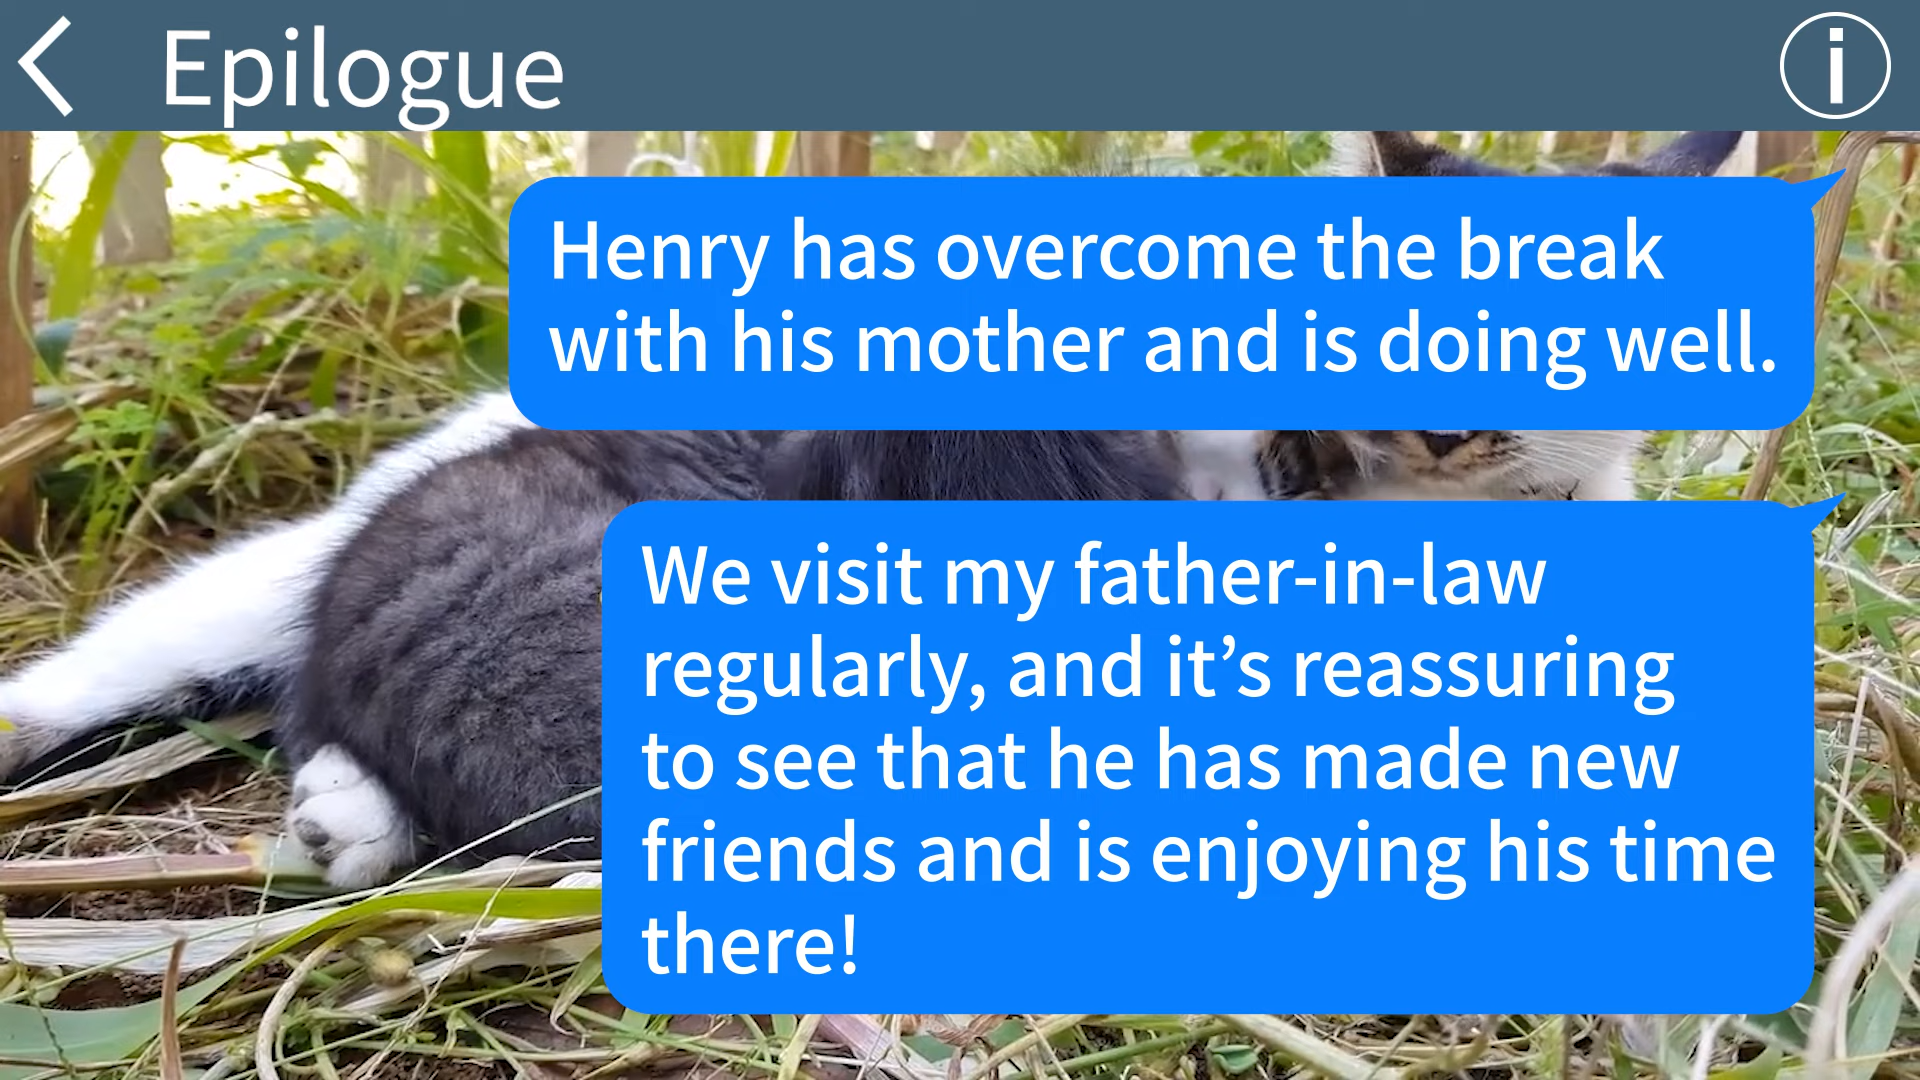 Epilogue
Henry has overcome the break
with his mother and is doing well.
We visit my father-in-law
regularly, and it’s reassuring
to see that he has made new
friends and is enjoying his time
there!